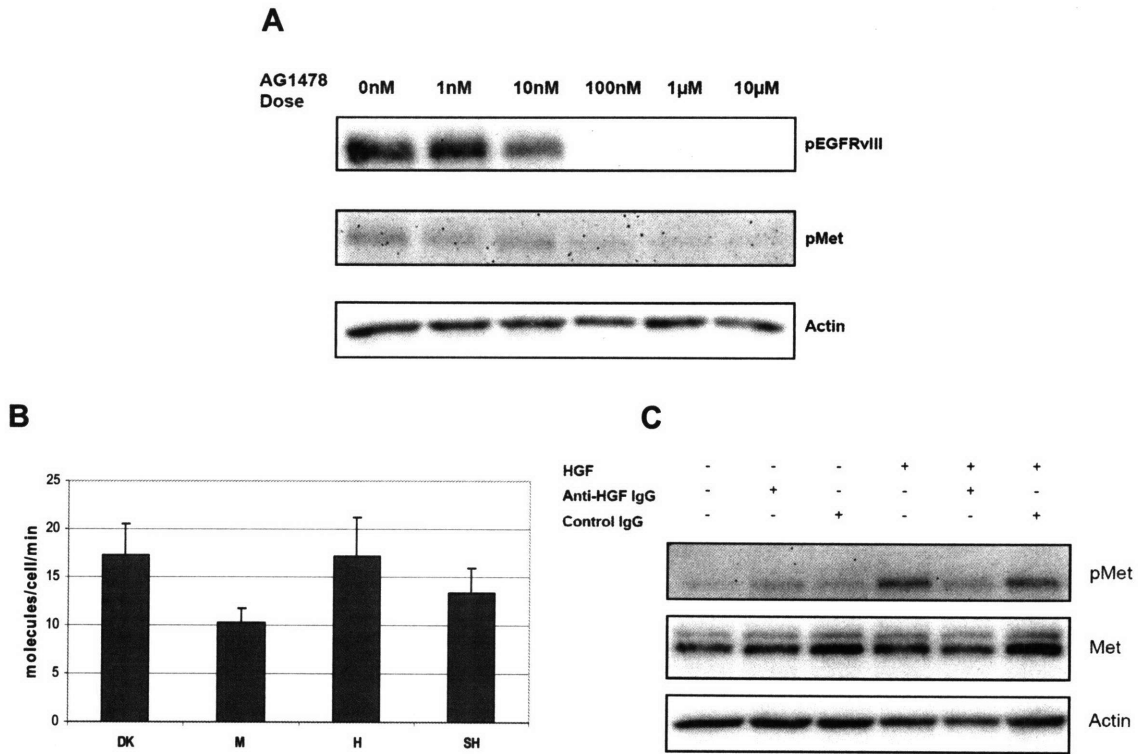 A
AG1478 Dose 0nM 1nM 10nM 100nM 1µM 10µM
pEGFRvIII
pMet
Actin
B
molecules/cell/min
25
20
15
10
5
0
DK M H SH
C
HGF - - - + + +
Anti-HGF IgG - + - - + -
Control IgG - - + - - +
pMet
Met
Actin